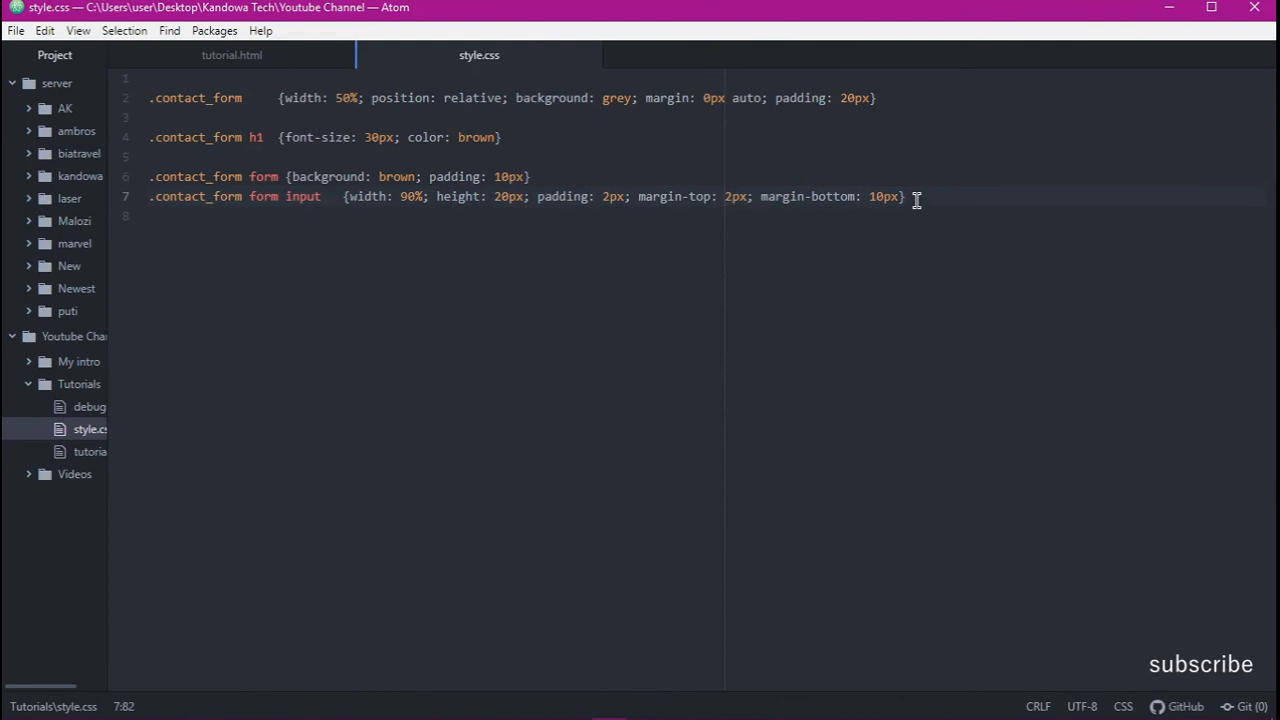 style.css — C:\Users\user\Desktop\Kandowa Tech\Youtube Channel — Atom
File Edit View Selection Find Packages Help
Project
tutorial.html
style.css
server
AK
ambros
biatravel
kandowa
laser
Malozi
marvel
New
Newest
puti
Youtube Cha
My intro
Tutorials
debug
style.cs
tutoria
Videos
1
2 .contact_form {width: 50%; position: relative; background: grey; margin: 0px auto; padding: 20px}
3
4 .contact_form h1 {font-size: 30px; color: brown}
5
6 .contact_form form {background: brown; padding: 10px}
7 .contact_form form input {width: 90%; height: 20px; padding: 2px; margin-top: 2px; margin-bottom: 10px}
8
subscribe
Tutorials\style.css 7:82 CRLF UTF-8 CSS GitHub Git (0)